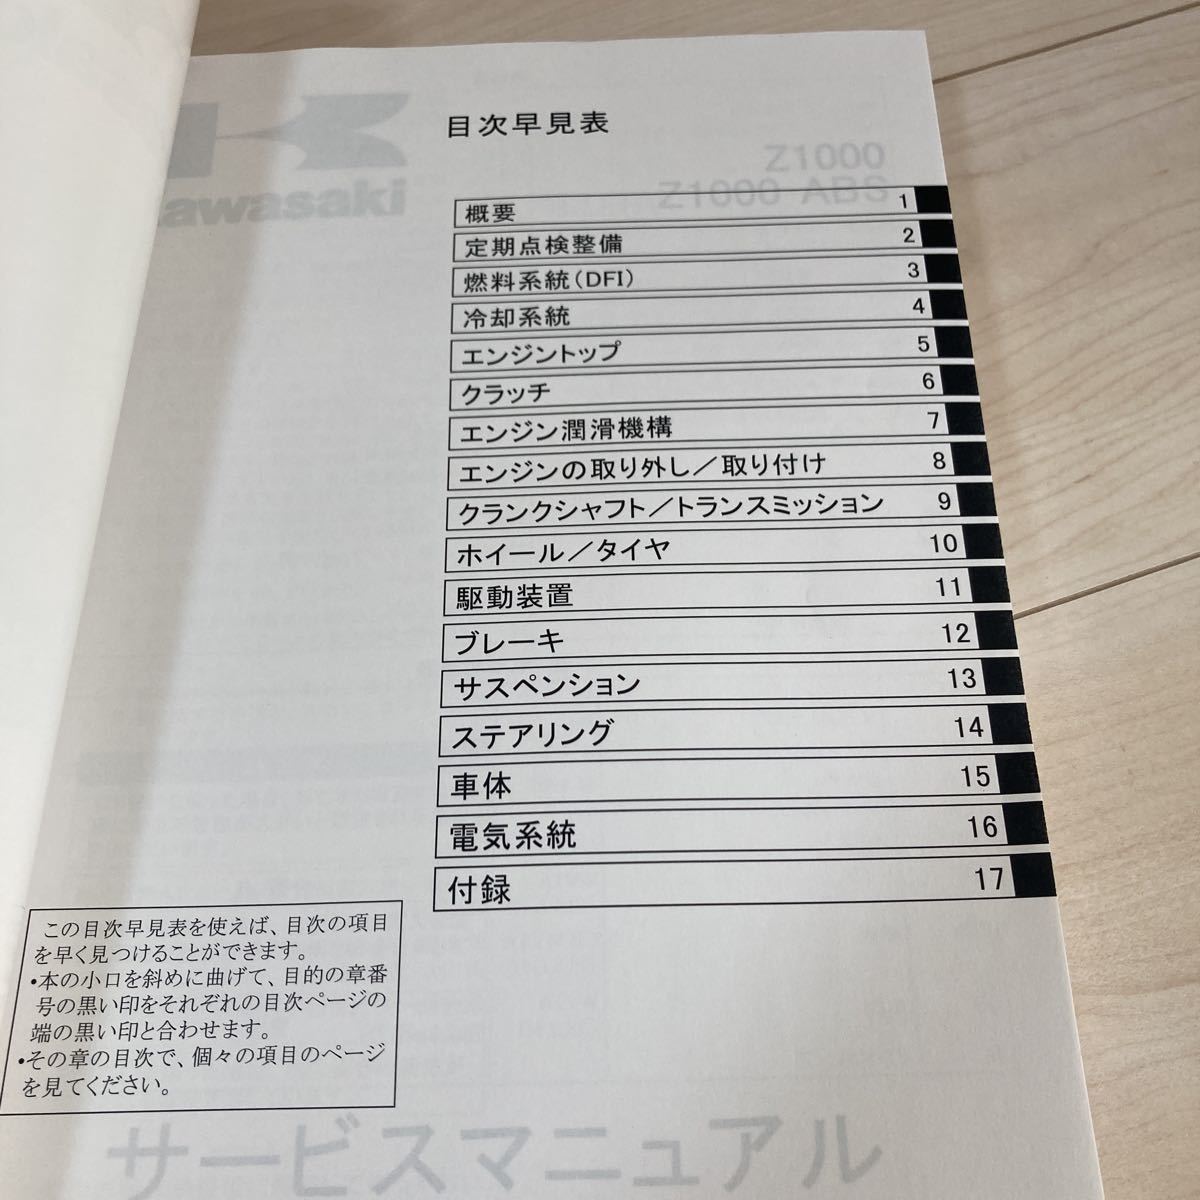 目次早見表
Kawasaki
Z1000
Z1000 ABS
概要 1
定期点検整備 2
燃料系統(DFI) 3
冷却系統 4
エンジントップ 5
クラッチ 6
エンジン潤滑機構 7
エンジンの取り外し／取り付け 8
クランクシャフト／トランスミッション 9
ホイール／タイヤ 10
駆動装置 11
ブレーキ 12
サスペンション 13
ステアリング 14
車体 15
電気系統 16
付録 17
この目次早見表を使えば、目次の項目
を早く見つけることができます。
•本の小口を斜めに曲げて、目的の章番
号の黒い印をそれぞれの目次ページの
端の黒い印と合わせます。
•その章の目次で、個々の項目のページ
を見てください。
サービスマニュアル